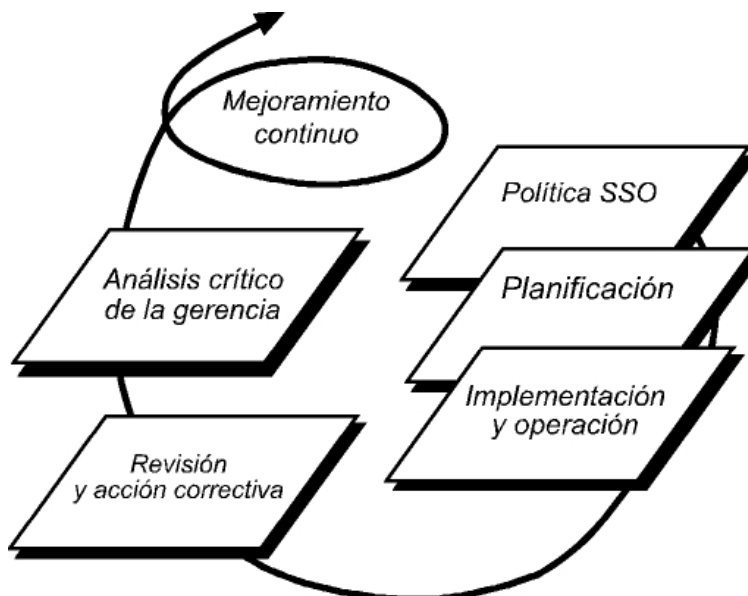 Mejoramiento
continuo
Política SSO
Planificación
Implementación
y operación
Análisis crítico
de la gerencia
Revisión
y acción correctiva